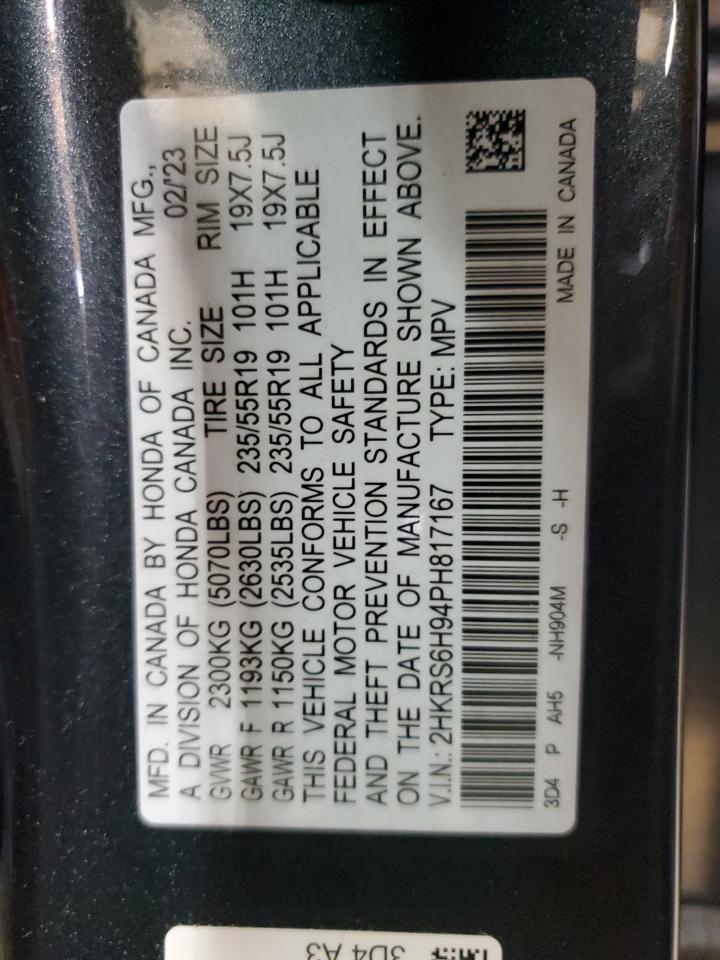 MFD. IN CANADA BY HONDA OF CANADA MFG.,
A DIVISION OF HONDA CANADA INC. 02/'23
GVWR 2300KG (5070LBS) TIRE SIZE RIM SIZE
GAWR F 1193KG (2630LBS) 235/55R19 101H 19X7.5J
GAWR R 1150KG (2535LBS) 235/55R19 101H 19X7.5J
THIS VEHICLE CONFORMS TO ALL APPLICABLE
FEDERAL MOTOR VEHICLE SAFETY
AND THEFT PREVENTION STANDARDS IN EFFECT
ON THE DATE OF MANUFACTURE SHOWN ABOVE.
V.I.N.: 2HKRS6H94PH817167 TYPE: MPV
3D4 P AH5 -NH904M -S -H MADE IN CANADA
3D4 A3